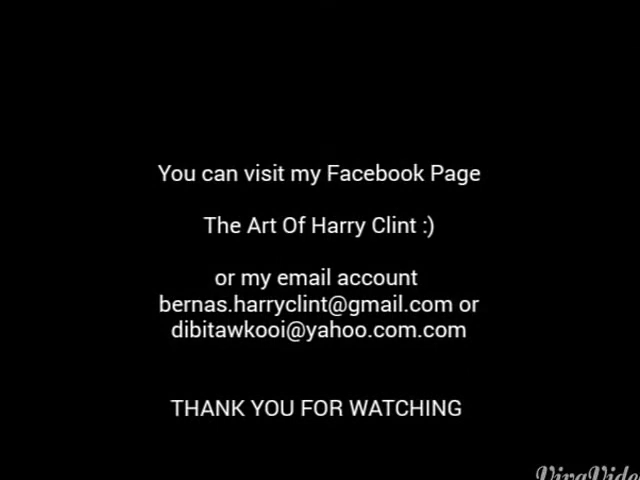 You can visit my Facebook Page
The Art Of Harry Clint :)
or my email account
bernas.harryclint@gmail.com or
dibitawkooi@yahoo.com.com
THANK YOU FOR WATCHING
VivaVideo